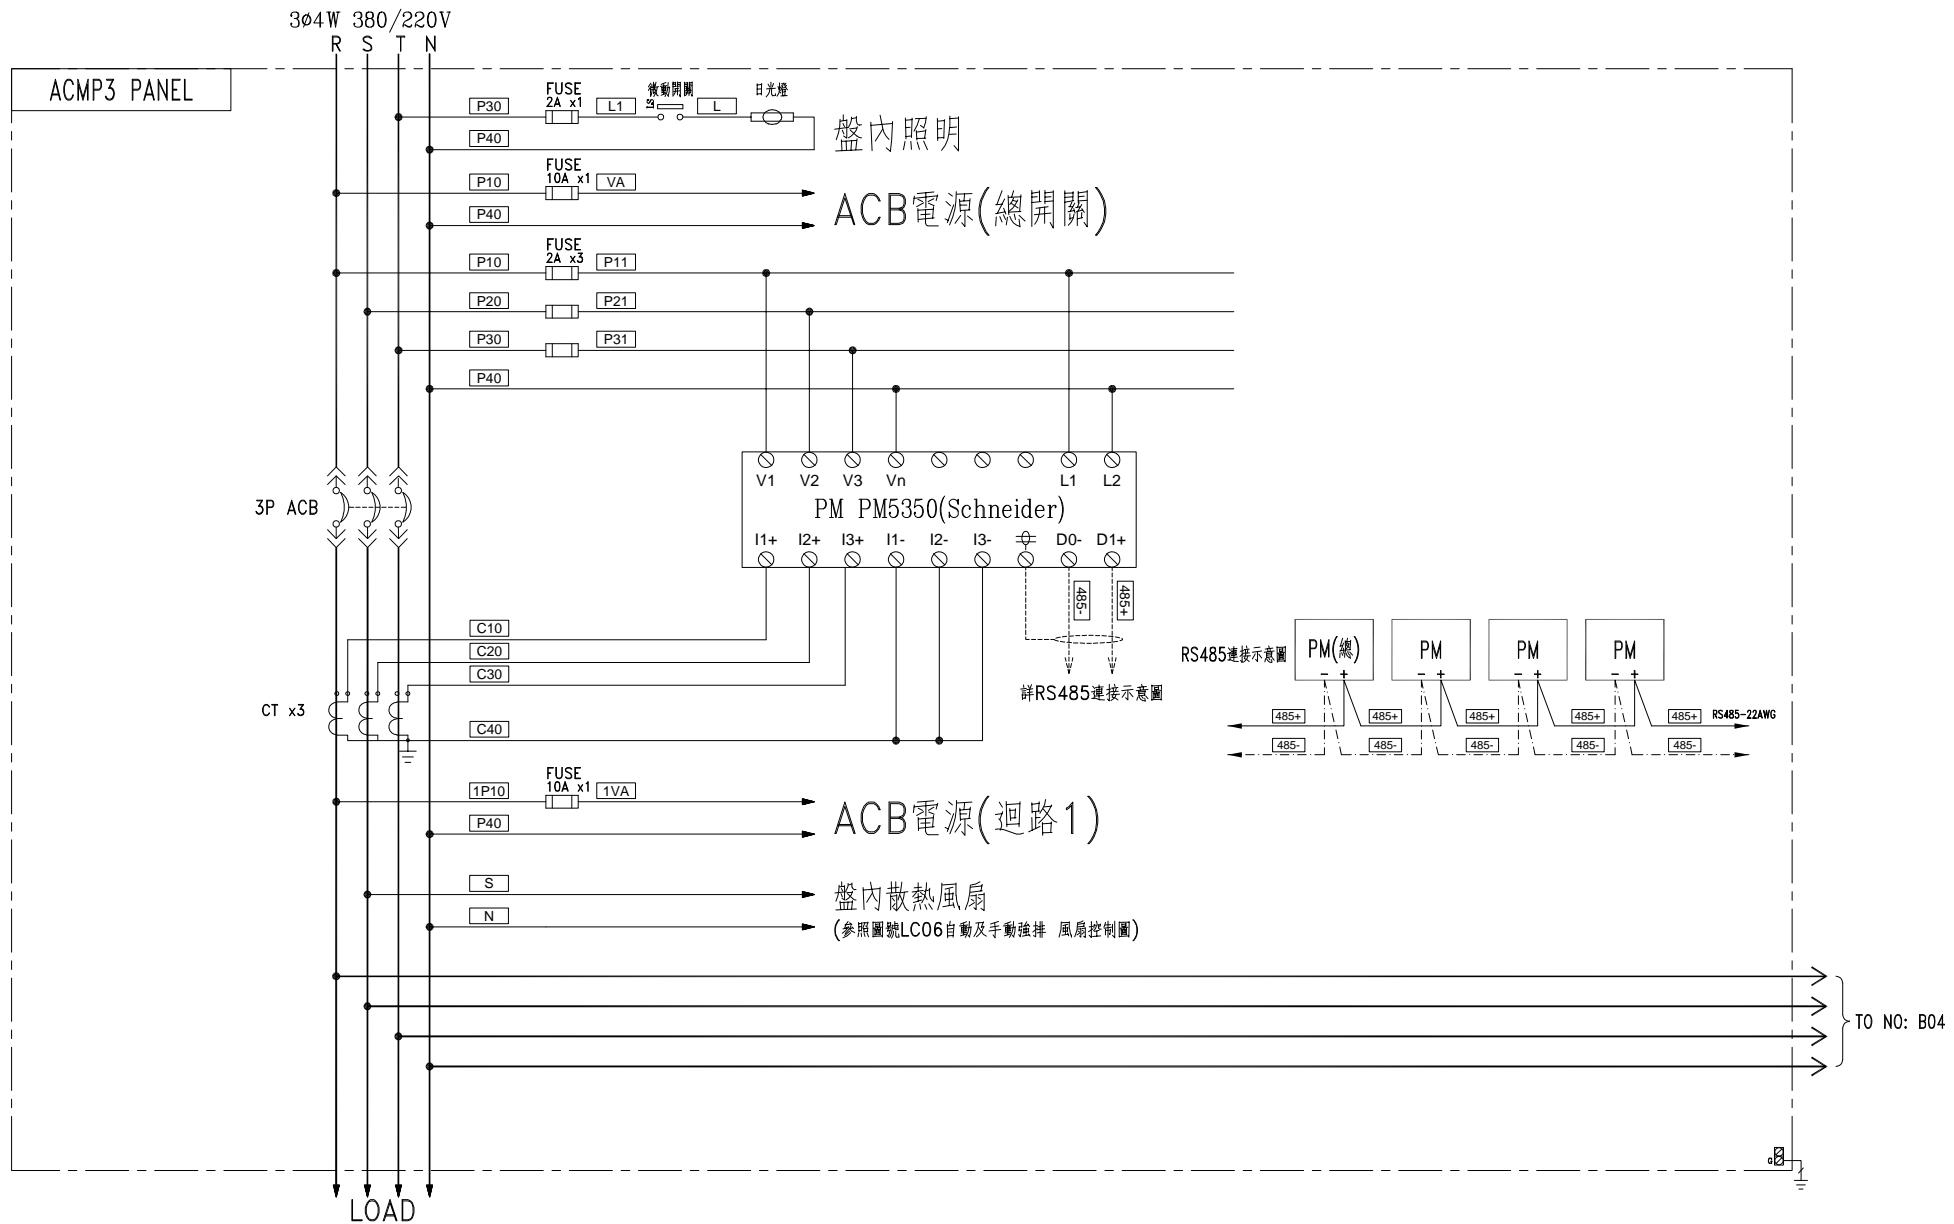 3ø4W 380/220V
R S T N
ACMP3 PANEL
P30
FUSE
2A x1
L1
微動開關
LS
L
日光燈
P40
盤內照明
P10
FUSE
10A x1
VA
P40
ACB電源(總開關)
P10
FUSE
2A x3
P11
P20
P21
P30
P31
P40
3P ACB
V1 V2 V3 Vn L1 L2
PM PM5350(Schneider)
I1+ I2+ I3+ I1- I2- I3- D0- D1+
485-
485+
C10
C20
C30
詳RS485連接示意圖
CT x3
C40
RS485連接示意圖
PM(總)
PM
PM
PM
- + - + - + - +
485+ 485+ 485+ 485+ 485+ RS485-22AWG
485- 485- 485- 485- 485-
1P10
FUSE
10A x1
1VA
P40
ACB電源(迴路1)
S
盤內散熱風扇
N
(參照圖號LC06自動及手動強排 風扇控制圖)
TO NO: B04
G
LOAD